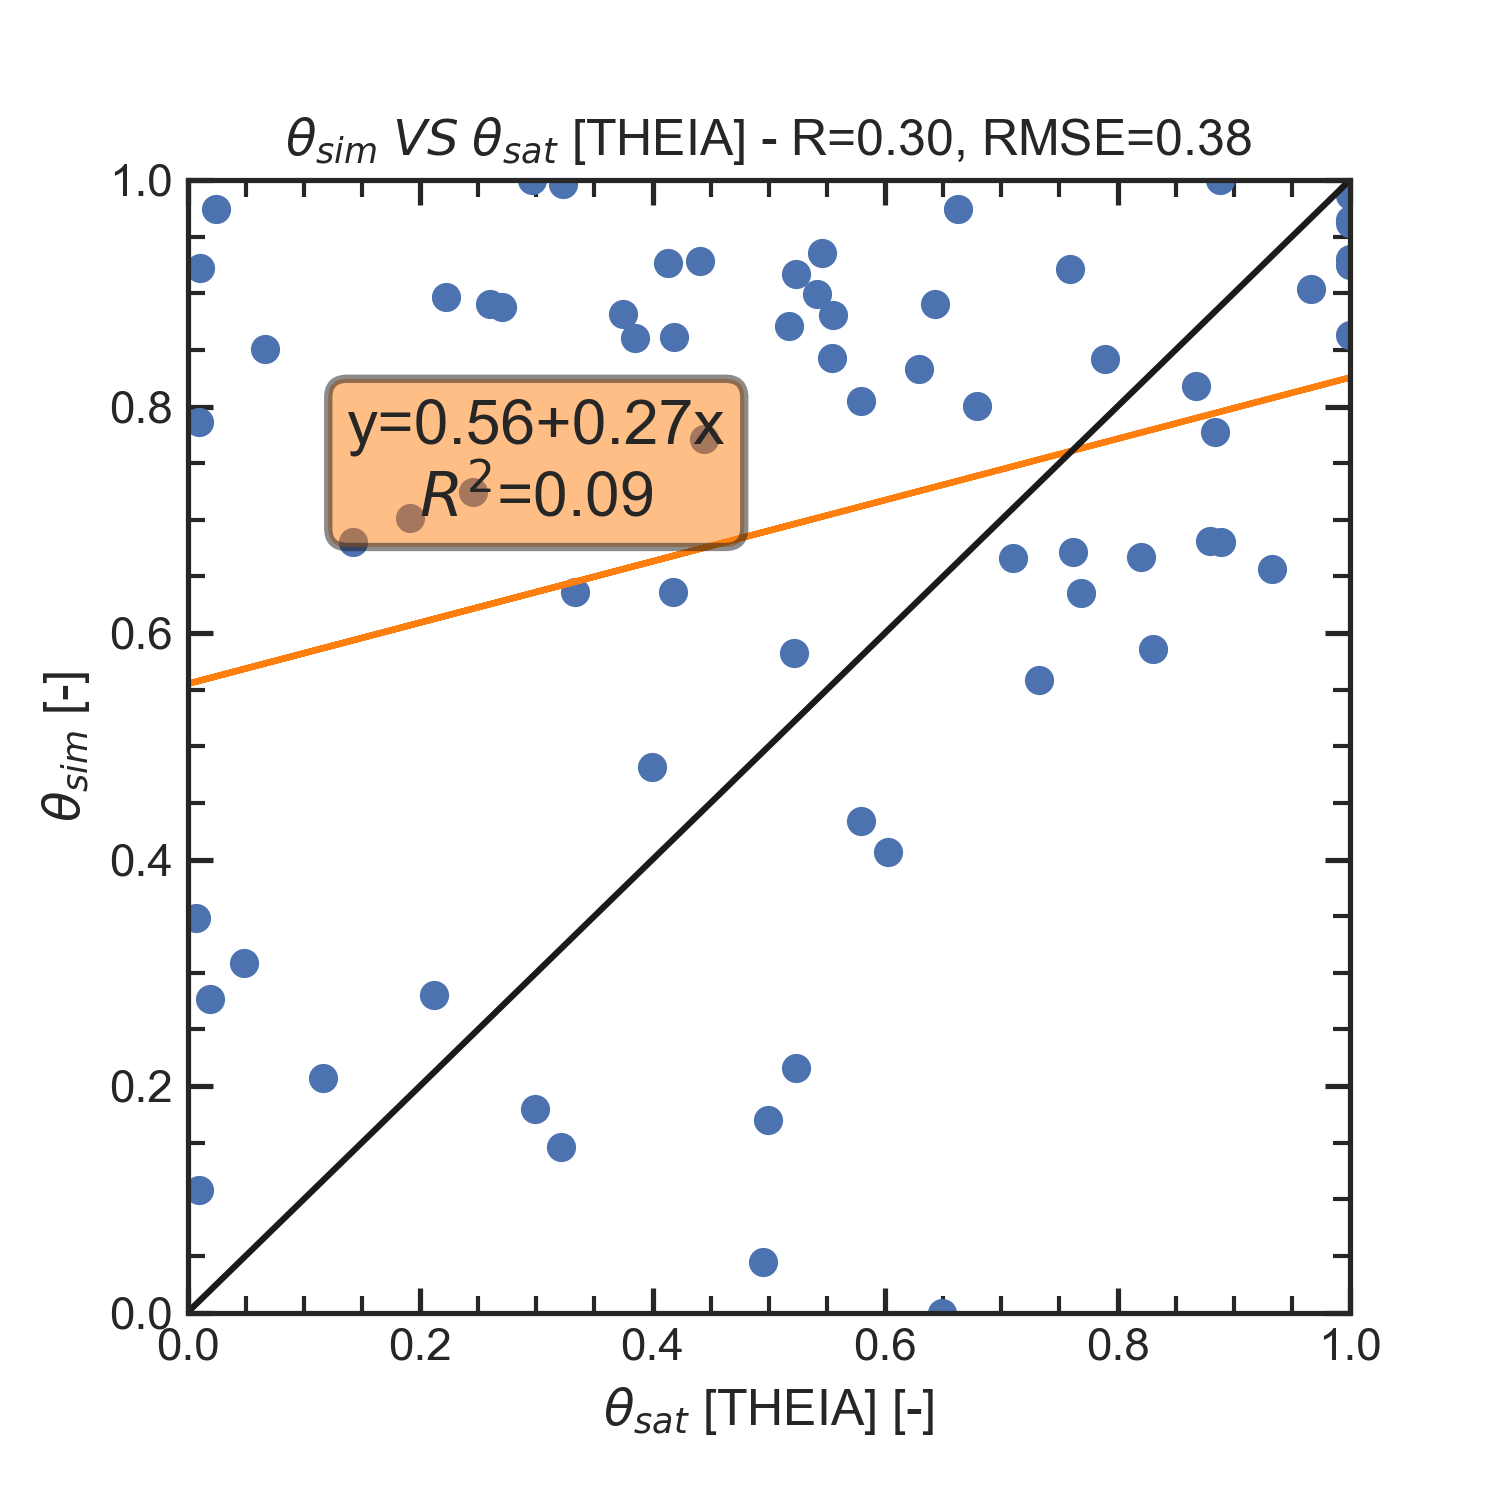 θsim VS θsat [THEIA] - R=0.30, RMSE=0.38
1.0
0.8
0.6
0.4
0.2
0.0
θsim [-]
y=0.56+0.27x
R²=0.09
0.0 0.2 0.4 0.6 0.8 1.0
θsat [THEIA] [-]